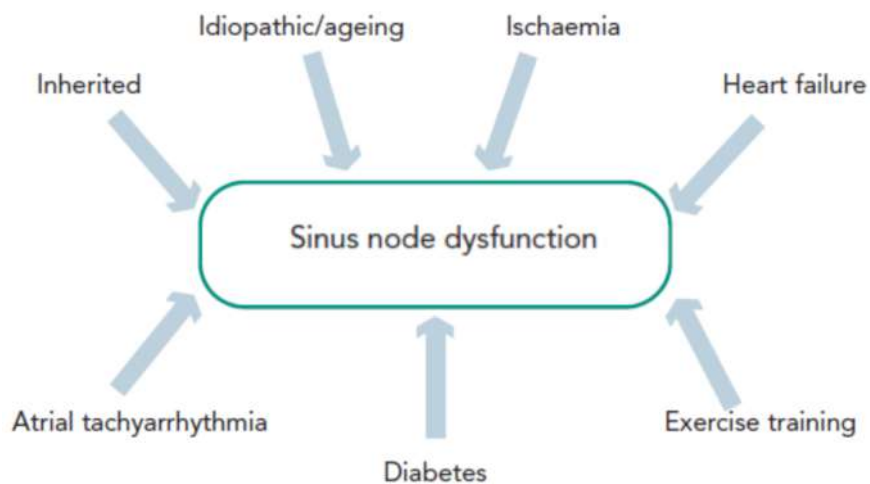 Idiopathic/ageing
Ischaemia
Inherited
Heart failure
Sinus node dysfunction
Atrial tachyarrhythmia
Exercise training
Diabetes